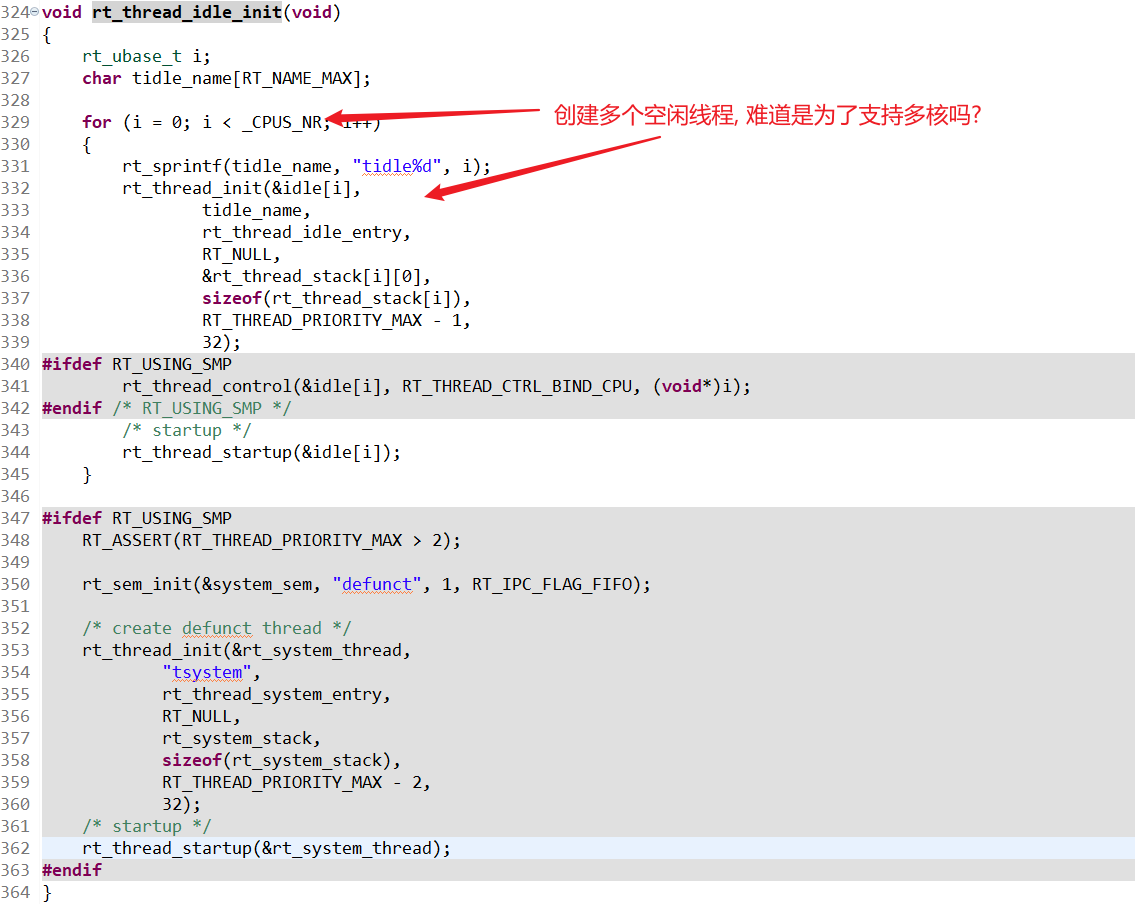 324 void rt_thread_idle_init(void)
325 {
326     rt_ubase_t i;
327     char tidle_name[RT_NAME_MAX];
328
329     for (i = 0; i < _CPUS_NR; i++)
创建多个空闲线程, 难道是为了支持多核吗?
330     {
331         rt_sprintf(tidle_name, "tidle%d", i);
332         rt_thread_init(&idle[i],
333                 tidle_name,
334                 rt_thread_idle_entry,
335                 RT_NULL,
336                 &rt_thread_stack[i][0],
337                 sizeof(rt_thread_stack[i]),
338                 RT_THREAD_PRIORITY_MAX - 1,
339                 32);
340 #ifdef RT_USING_SMP
341         rt_thread_control(&idle[i], RT_THREAD_CTRL_BIND_CPU, (void*)i);
342 #endif /* RT_USING_SMP */
343         /* startup */
344         rt_thread_startup(&idle[i]);
345     }
346
347 #ifdef RT_USING_SMP
348     RT_ASSERT(RT_THREAD_PRIORITY_MAX > 2);
349
350     rt_sem_init(&system_sem, "defunct", 1, RT_IPC_FLAG_FIFO);
351
352     /* create defunct thread */
353     rt_thread_init(&rt_system_thread,
354             "tsystem",
355             rt_thread_system_entry,
356             RT_NULL,
357             rt_system_stack,
358             sizeof(rt_system_stack),
359             RT_THREAD_PRIORITY_MAX - 2,
360             32);
361     /* startup */
362     rt_thread_startup(&rt_system_thread);
363 #endif
364 }